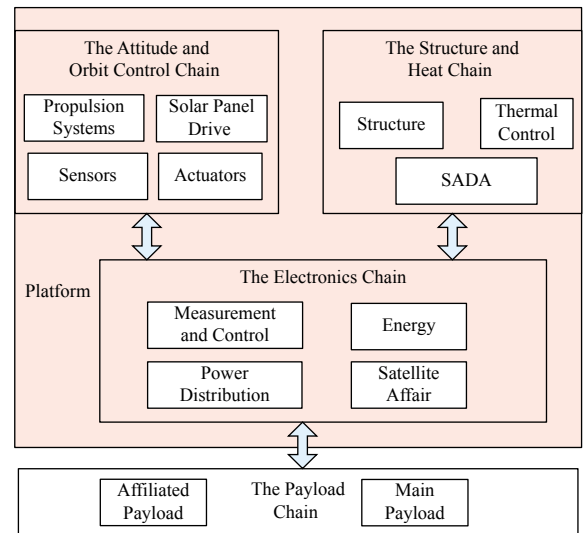 The Attitude and
Orbit Control Chain
Propulsion
Systems
Solar Panel
Drive
Sensors
Actuators
The Structure and
Heat Chain
Structure
Thermal
Control
SADA
Platform
The Electronics Chain
Measurement
and Control
Energy
Power
Distribution
Satellite
Affair
Affiliated
Payload
The Payload
Chain
Main
Payload